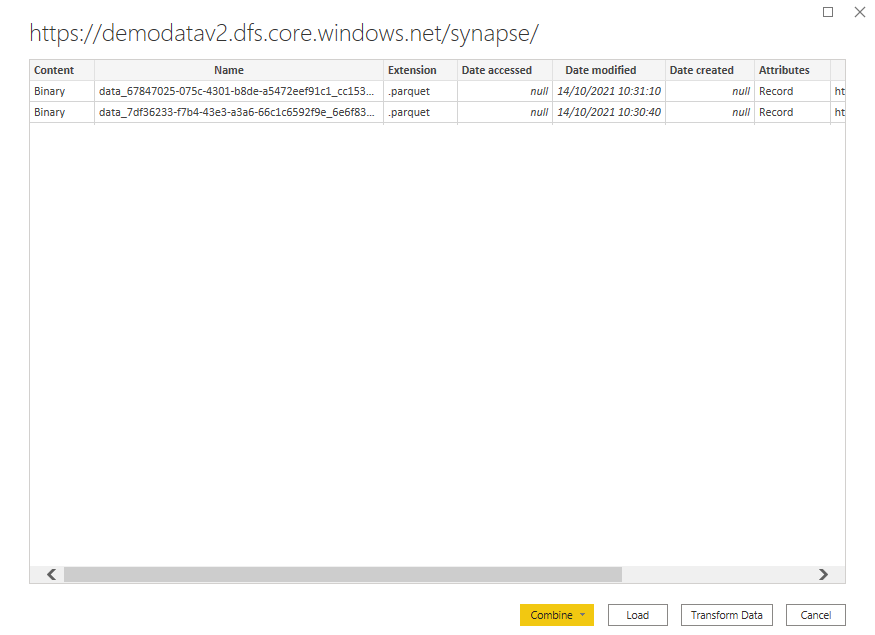 https://demodatav2.dfs.core.windows.net/synapse/
Content Name Extension Date accessed Date modified Date created Attributes
Binary data_67847025-075c-4301-b8de-a5472eef91c1_cc153... .parquet null 14/10/2021 10:31:10 null Record ht
Binary data_7df36233-f7b4-43e3-a3a6-66c1c6592f9e_6e6f83... .parquet null 14/10/2021 10:30:40 null Record ht
Combine Load Transform Data Cancel